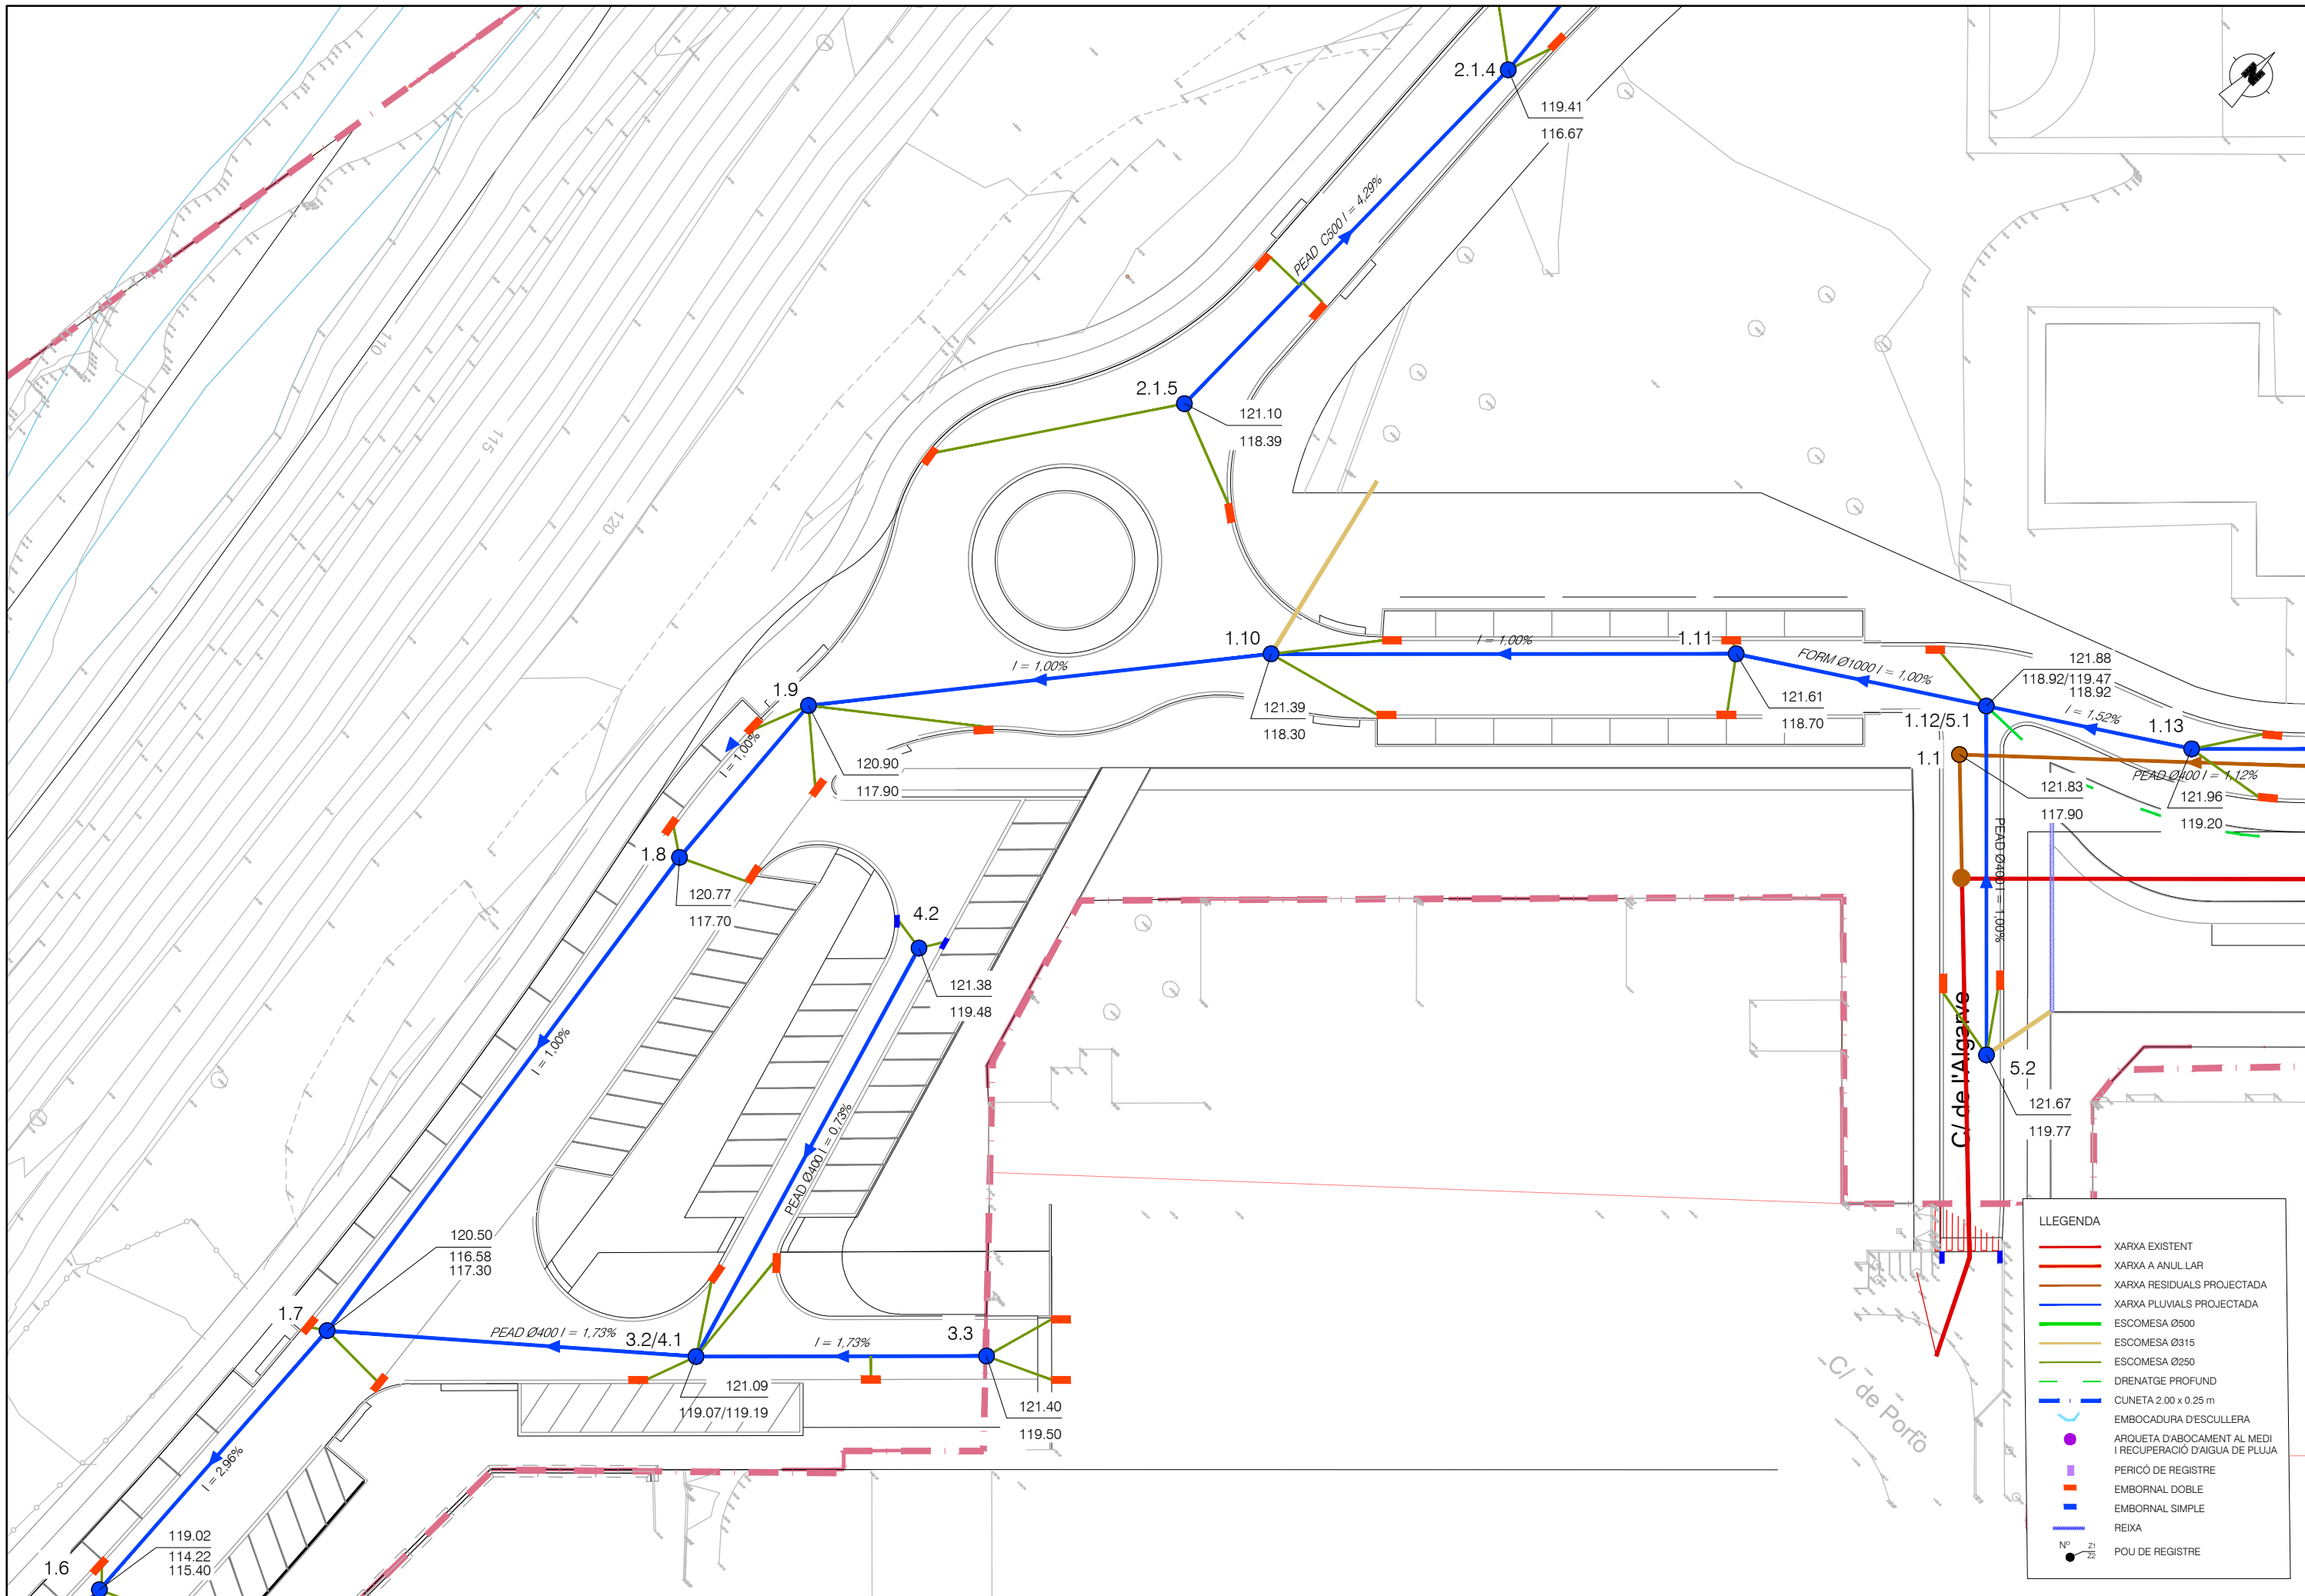 N
2.1.4
119.41
116.67
PEAD C500 I = 4,29%
110
115
120
2.1.5
121.10
118.39
1.10
I = 1,00%
1.11
FORM Ø1000 I = 1,00%
121.88
118.92/119.47
118.92
I = 1,00%
I = 1,52%
1.12/5.1
1.13
1.9
121.39
118.30
121.61
118.70
1.1
PEAD Ø400 I = 1,12%
I = 1,00%
120.90
117.90
121.83
117.90
121.96
119.20
1.8
PEAD Ø400 I = 1,00%
120.77
117.70
4.2
121.38
119.48
C/ de l'Algarve
I = 1,00%
5.2
121.67
119.77
PEAD Ø400 I = 0,73%
120.50
116.58
117.30
1.7
PEAD Ø400 I = 1,73%
3.2/4.1
I = 1,73%
3.3
121.09
119.07/119.19
121.40
119.50
C/ de Porto
I = 2,96%
119.02
114.22
115.40
1.6
LLEGENDA
XARXA EXISTENT
XARXA A ANUL.LAR
XARXA RESIDUALS PROJECTADA
XARXA PLUVIALS PROJECTADA
ESCOMESA Ø500
ESCOMESA Ø315
ESCOMESA Ø250
DRENATGE PROFUND
CUNETA 2.00 x 0.25 m
EMBOCADURA D'ESCULLERA
ARQUETA D'ABOCAMENT AL MEDI
I RECUPERACIÓ D'AIGUA DE PLUJA
PERICÓ DE REGISTRE
EMBORNAL DOBLE
EMBORNAL SIMPLE
REIXA
Nº Z1
Z2 POU DE REGISTRE